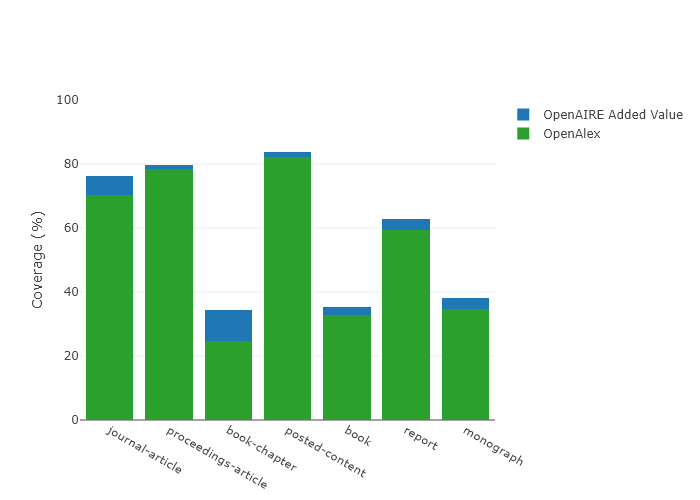 100
80
60
40
20
0
Coverage (%)
journal-article
proceedings-article
book-chapter
posted-content
book
report
monograph
OpenAIRE Added Value
OpenAlex